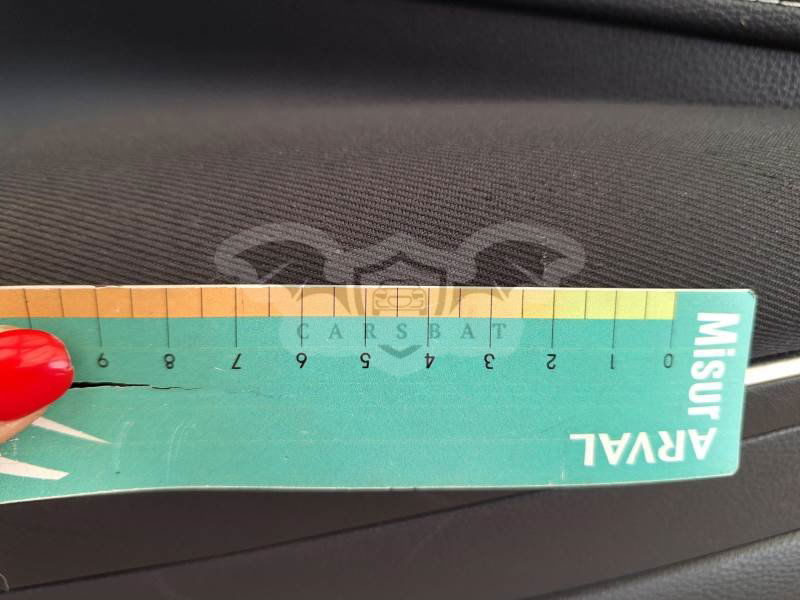 CARSBAT
9 8 7 6 5 4 3 2 1 0
Misur
ARVAL